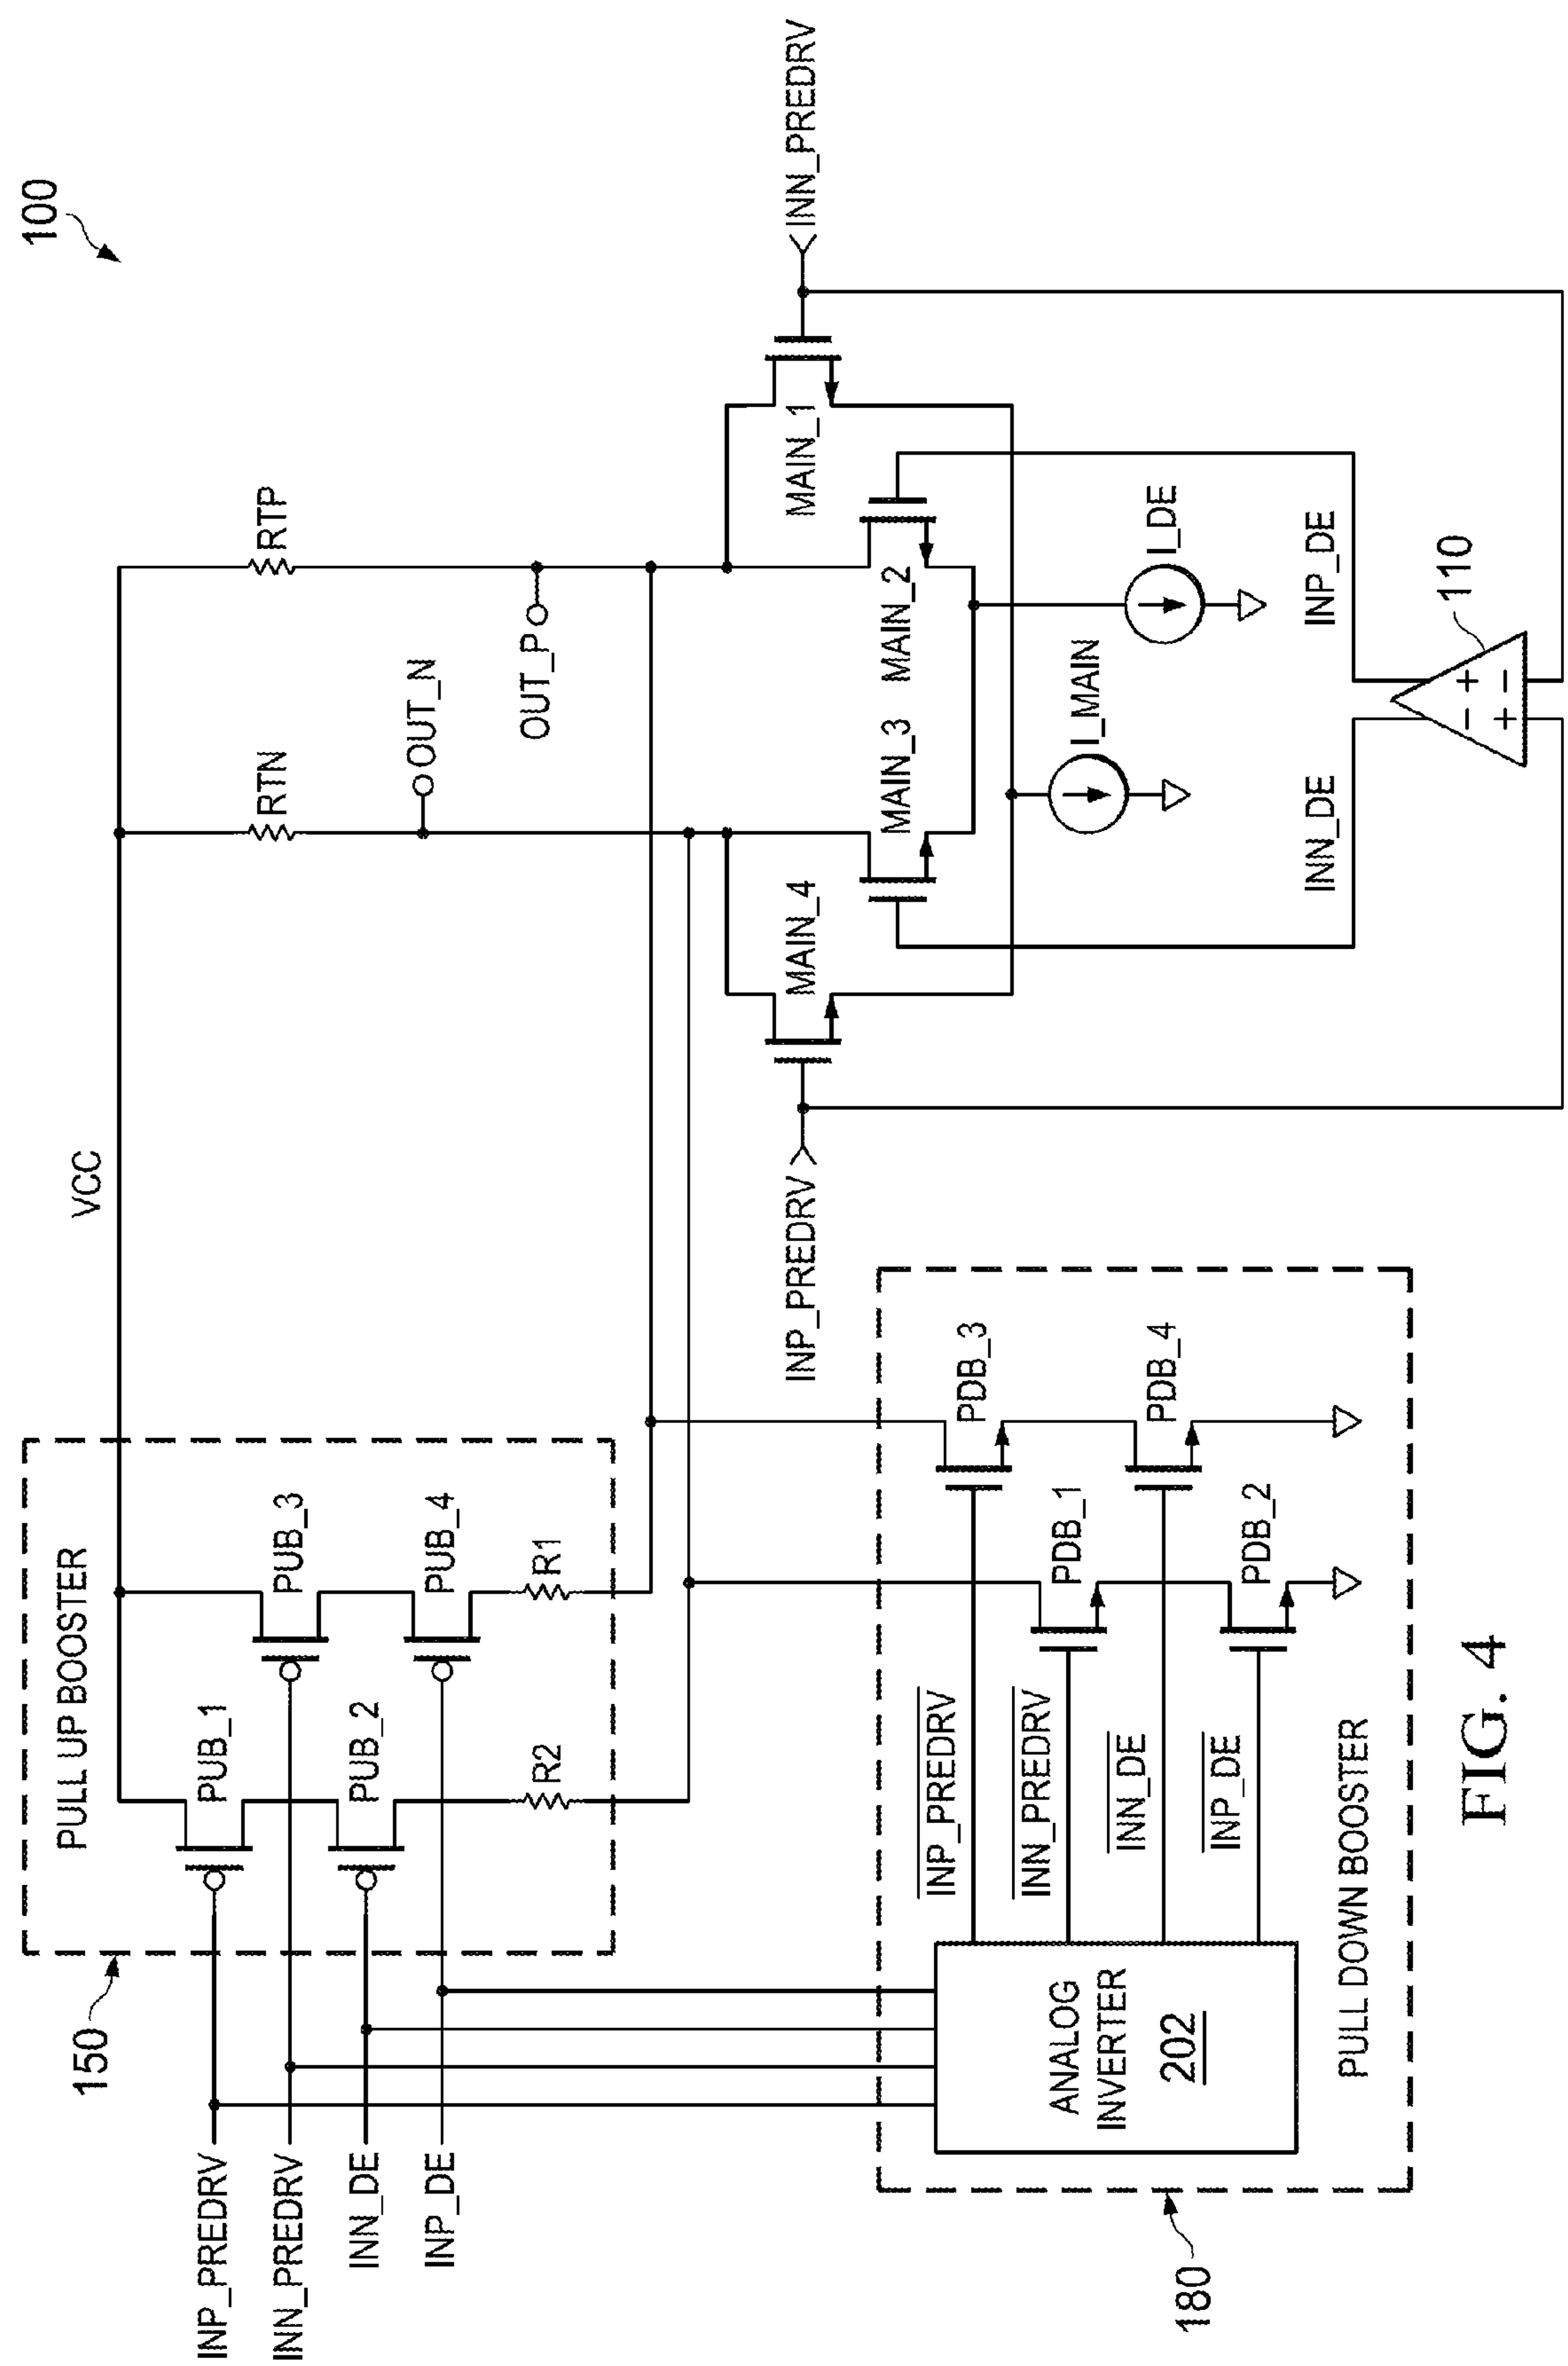 100
VCC
PULL UP BOOSTER
150
PUB_1
PUB_2
PUB_3
PUB_4
R1
R2
INP_PREDRV
INN_PREDRV
INN_DE
INP_DE
RTN
RTP
OUT_N
OUT_P
INP_PREDRV
INN_PREDRV
MAIN_4
MAIN_3
MAIN_2
MAIN_1
I_MAIN
I_DE
INN_DE
INP_DE
- +
+ -
110
ANALOG
INVERTER
202
INP_PREDRV
INN_PREDRV
INN_DE
INP_DE
PDB_3
PDB_1
PDB_4
PDB_2
PULL DOWN BOOSTER
180
FIG. 4